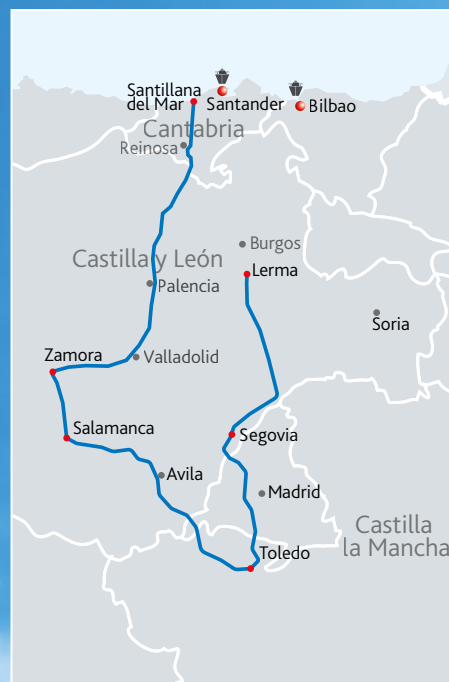 Santillana
del Mar
Santander
Bilbao
Cantabria
Reinosa
Burgos
Castilla y León
Lerma
Palencia
Soria
Zamora
Valladolid
Salamanca
Segovia
Avila
Madrid
Castilla
la Mancha
Toledo